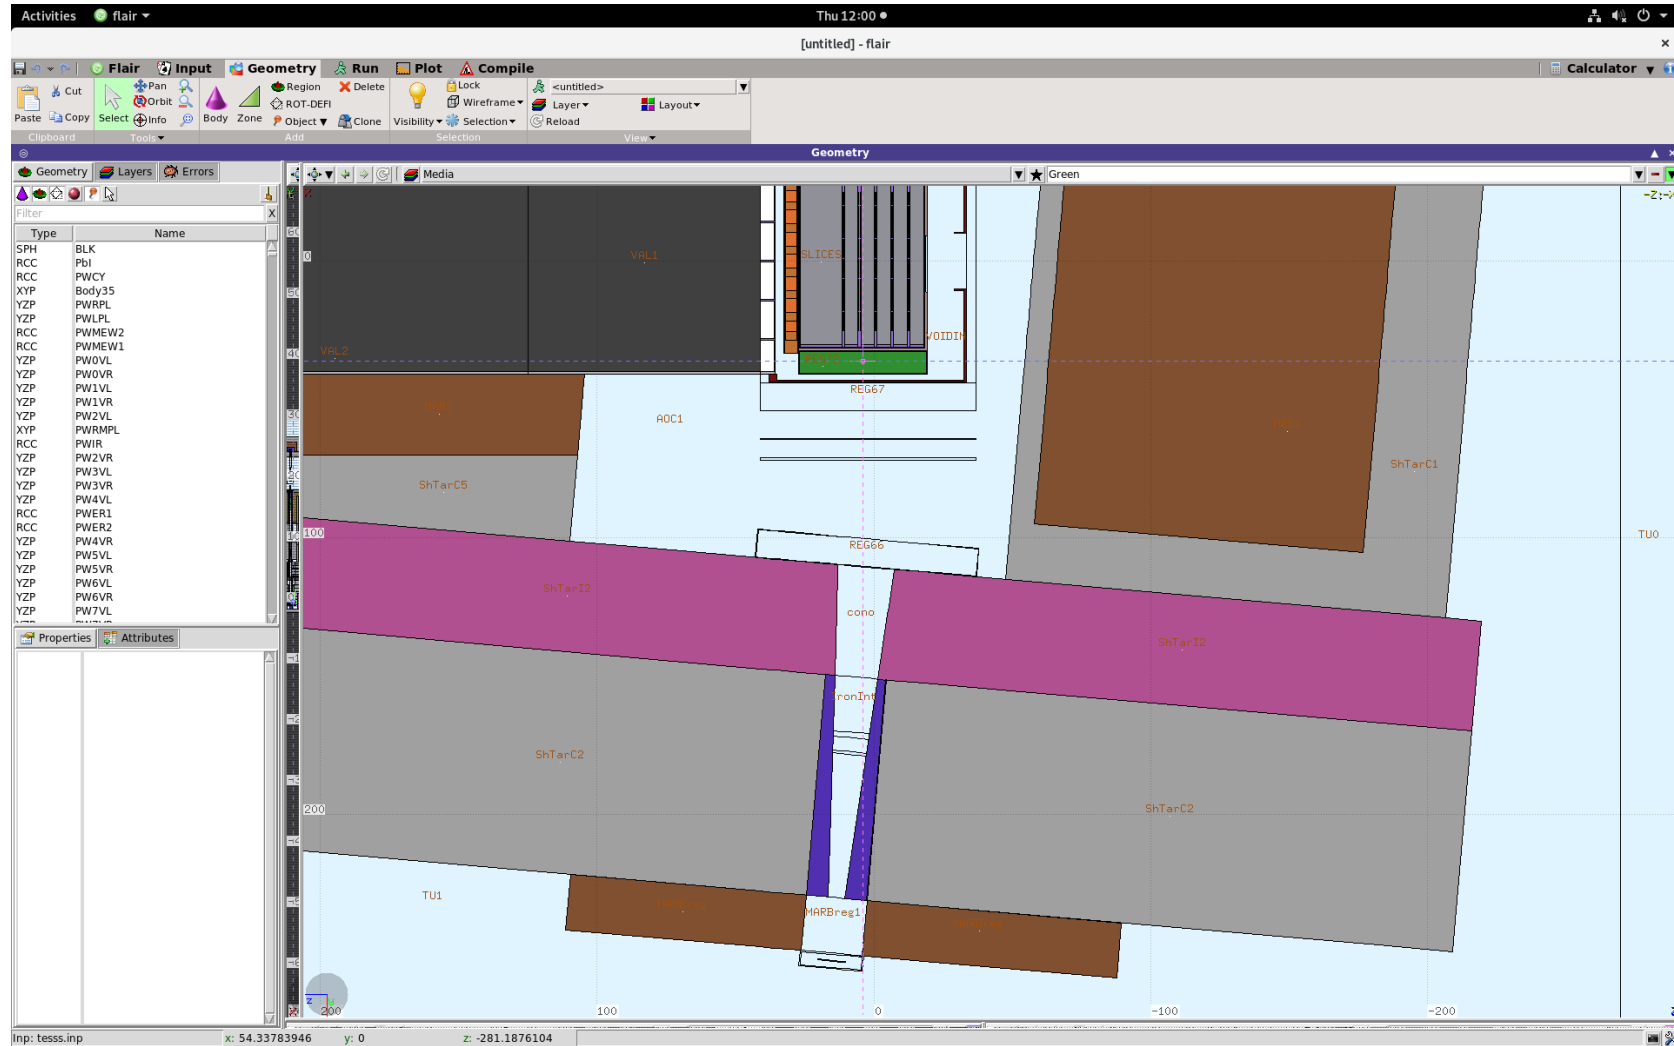 Activities flair Thu 12:00
[untitled] - flair
Flair Input Geometry Run Plot Compile Calculator
Cut Pan Region Delete Lock <untitled>
Orbit ROT-DEFI Wireframe Layer Layout
Paste Copy Select Info Body Zone Object Clone Visibility Selection Reload
Clipboard Tools Add Selection View
Geometry
Geometry Layers Errors Media Green
Filter X
Type Name
SPH BLK
RCC PbI
RCC PWCY
XYP Body35
YZP PWRPL
YZP PWLPL
RCC PWMEW2
RCC PWMEW1
YZP PW0VL
YZP PW0VR
YZP PW1VL
YZP PW1VR
YZP PW2VL
XYP PWRMPL
RCC PWIR
YZP PW2VR
YZP PW3VL
YZP PW3VR
YZP PW4VL
RCC PWER1
RCC PWER2
YZP PW4VR
YZP PW5VL
YZP PW5VR
YZP PW6VL
YZP PW6VR
YZP PW7VL
Properties Attributes
VAL1 SLICES
0
VOIDIN
VAL2
REG67
AOC1
ShTarC1
ShTarC5
100
TUO
REG66
ShTarI2
cono
ShTarI2
IronInt
ShTarC2
200
ShTarC2
TU1
MARBreg1
z y
200 100 0 -100 -200
Inp: tesss.inp x: 54.33783946 y: 0 z: -281.1876104